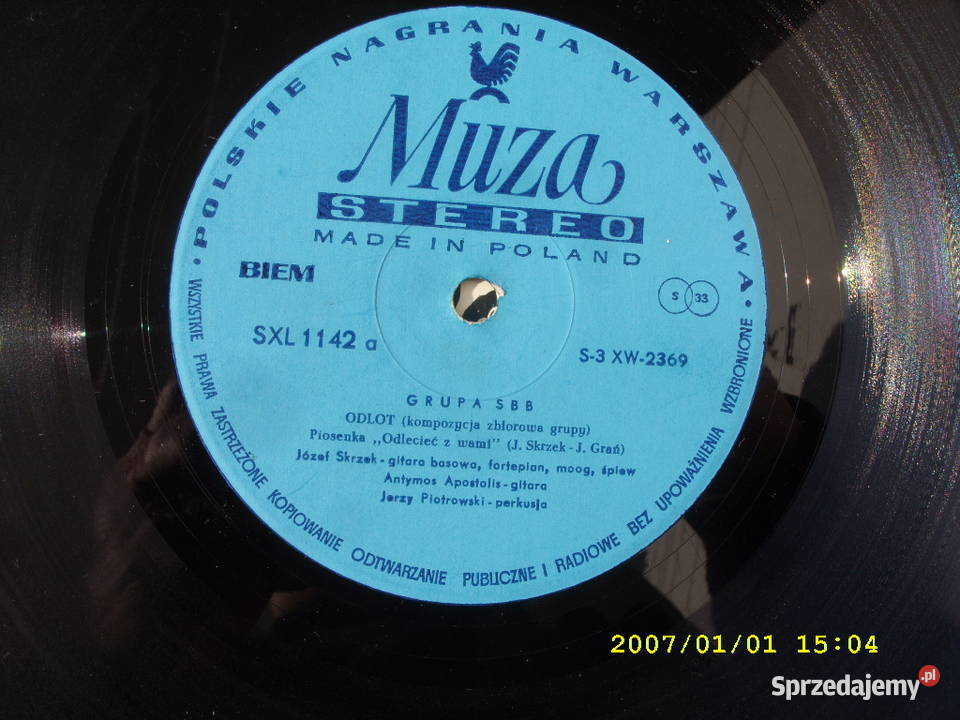 • POLSKIE NAGRANIA WARSZAWA •
Muza
STEREO
MADE IN POLAND
BIEM
S 33
SXL 1142 a
S-3 XW-2369
GRUPA SBB
ODLOT (kompozycja zbiorowa grupy)
Piosenka „Odlecieć z wami" (J. Skrzek - J. Grań)
Józef Skrzek - gitara basowa, fortepian, moog, śpiew
Antymos Apostolis - gitara
Jerzy Piotrowski - perkusja
WSZYSTKIE PRAWA ZASTRZEŻONE KOPIOWANIE ODTWARZANIE PUBLICZNE I RADIOWE BEZ UPOWAŻNIENIA WZBRONIONE
2007/01/01 15:04
Sprzedajemy.pl